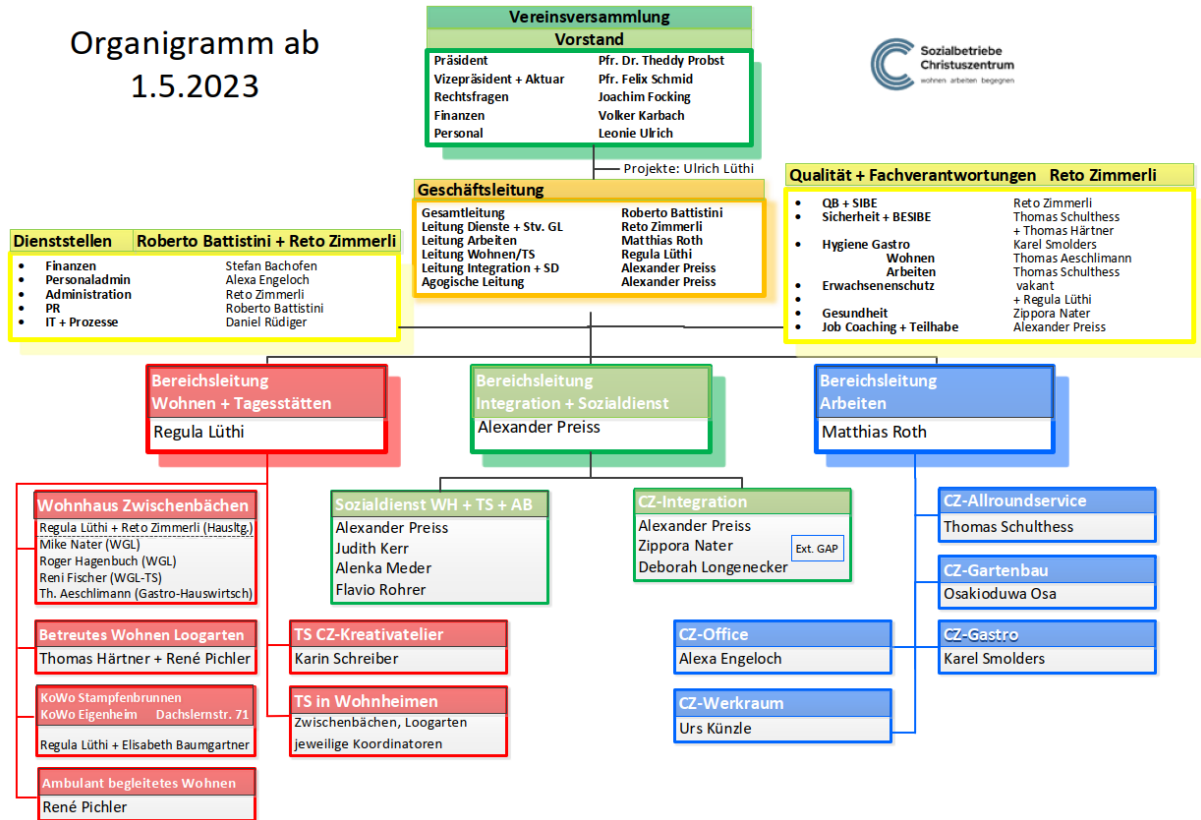 Organigramm ab
1.5.2023
Vereinsversammlung
Vorstand
Präsident Pfr. Dr. Theddy Probst
Vizepräsident + Aktuar Pfr. Felix Schmid
Rechtsfragen Joachim Focking
Finanzen Volker Karbach
Personal Leonie Ulrich
Sozialbetriebe
Christuszentrum
wohnen arbeiten begegnen
Projekte: Ulrich Lüthi
Geschäftsleitung
Gesamtleitung Roberto Battistini
Leitung Dienste + Stv. GL Reto Zimmerli
Leitung Arbeiten Matthias Roth
Leitung Wohnen/TS Regula Lüthi
Leitung Integration + SD Alexander Preiss
Agogische Leitung Alexander Preiss
Qualität + Fachverantwortungen Reto Zimmerli
• QB + SIBE Reto Zimmerli
• Sicherheit + BESIBE Thomas Schulthess
+ Thomas Härtner
• Hygiene Gastro Karel Smolders
Wohnen Thomas Aeschlimann
Arbeiten Thomas Schulthess
• Erwachsenenschutz vakant
• + Regula Lüthi
• Gesundheit Zippora Nater
• Job Coaching + Teilhabe Alexander Preiss
Dienststellen Roberto Battistini + Reto Zimmerli
• Finanzen Stefan Bachofen
• Personaladmin Alexa Engeloch
• Administration Reto Zimmerli
• PR Roberto Battistini
• IT + Prozesse Daniel Rüdiger
Bereichsleitung
Wohnen + Tagesstätten
Regula Lüthi
Bereichsleitung
Integration + Sozialdienst
Alexander Preiss
Bereichsleitung
Arbeiten
Matthias Roth
Wohnhaus Zwischenbächen
Regula Lüthi + Reto Zimmerli (Hausltg.)
Mike Nater (WGL)
Roger Hagenbuch (WGL)
Reni Fischer (WGL-TS)
Th. Aeschlimann (Gastro-Hauswirtsch)
Betreutes Wohnen Loogarten
Thomas Härtner + René Pichler
KoWo Stampfenbrunnen
KoWo Eigenheim Dachslernstr. 71
Regula Lüthi + Elisabeth Baumgartner
Ambulant begleitetes Wohnen
René Pichler
TS CZ-Kreativatelier
Karin Schreiber
TS in Wohnheimen
Zwischenbächen, Loogarten
jeweilige Koordinatoren
Sozialdienst WH + TS + AB
Alexander Preiss
Judith Kerr
Alenka Meder
Flavio Rohrer
CZ-Integration
Alexander Preiss
Zippora Nater
Deborah Longenecker
Ext. GAP
CZ-Allroundservice
Thomas Schulthess
CZ-Gartenbau
Osakioduwa Osa
CZ-Office
Alexa Engeloch
CZ-Gastro
Karel Smolders
CZ-Werkraum
Urs Künzle